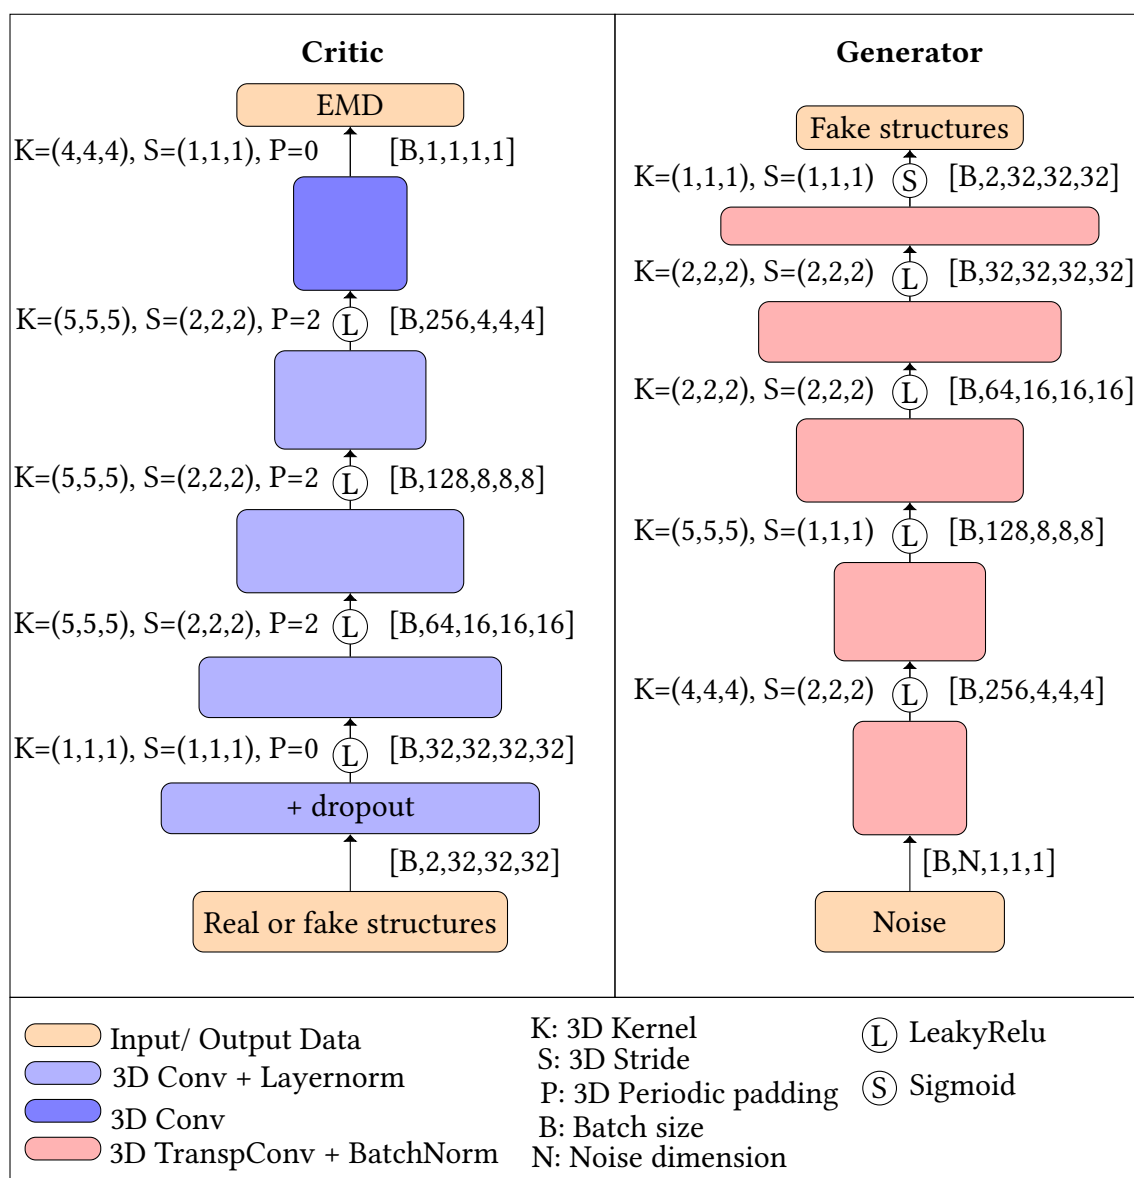 Critic
EMD
K=(4,4,4), S=(1,1,1), P=0
[B,1,1,1,1]
K=(5,5,5), S=(2,2,2), P=2
L
[B,256,4,4,4]
K=(5,5,5), S=(2,2,2), P=2
L
[B,128,8,8,8]
K=(5,5,5), S=(2,2,2), P=2
L
[B,64,16,16,16]
K=(1,1,1), S=(1,1,1), P=0
L
[B,32,32,32,32]
+ dropout
[B,2,32,32,32]
Real or fake structures
Generator
Fake structures
K=(1,1,1), S=(1,1,1)
S
[B,2,32,32,32]
K=(2,2,2), S=(2,2,2)
L
[B,32,32,32,32]
K=(2,2,2), S=(2,2,2)
L
[B,64,16,16,16]
K=(5,5,5), S=(1,1,1)
L
[B,128,8,8,8]
K=(4,4,4), S=(2,2,2)
L
[B,256,4,4,4]
[B,N,1,1,1]
Noise
Input/ Output Data
3D Conv + Layernorm
3D Conv
3D TranspConv + BatchNorm
K: 3D Kernel
S: 3D Stride
P: 3D Periodic padding
B: Batch size
N: Noise dimension
L LeakyRelu
S Sigmoid